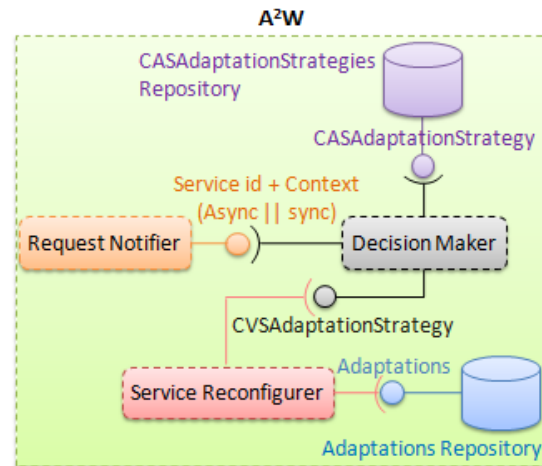 A²W
CASAdaptationStrategies
Repository
CASAdaptationStrategy
Service id + Context
(Async || sync)
Request Notifier
Decision Maker
CVSAdaptationStrategy
Adaptations
Service Reconfigurer
Adaptations Repository